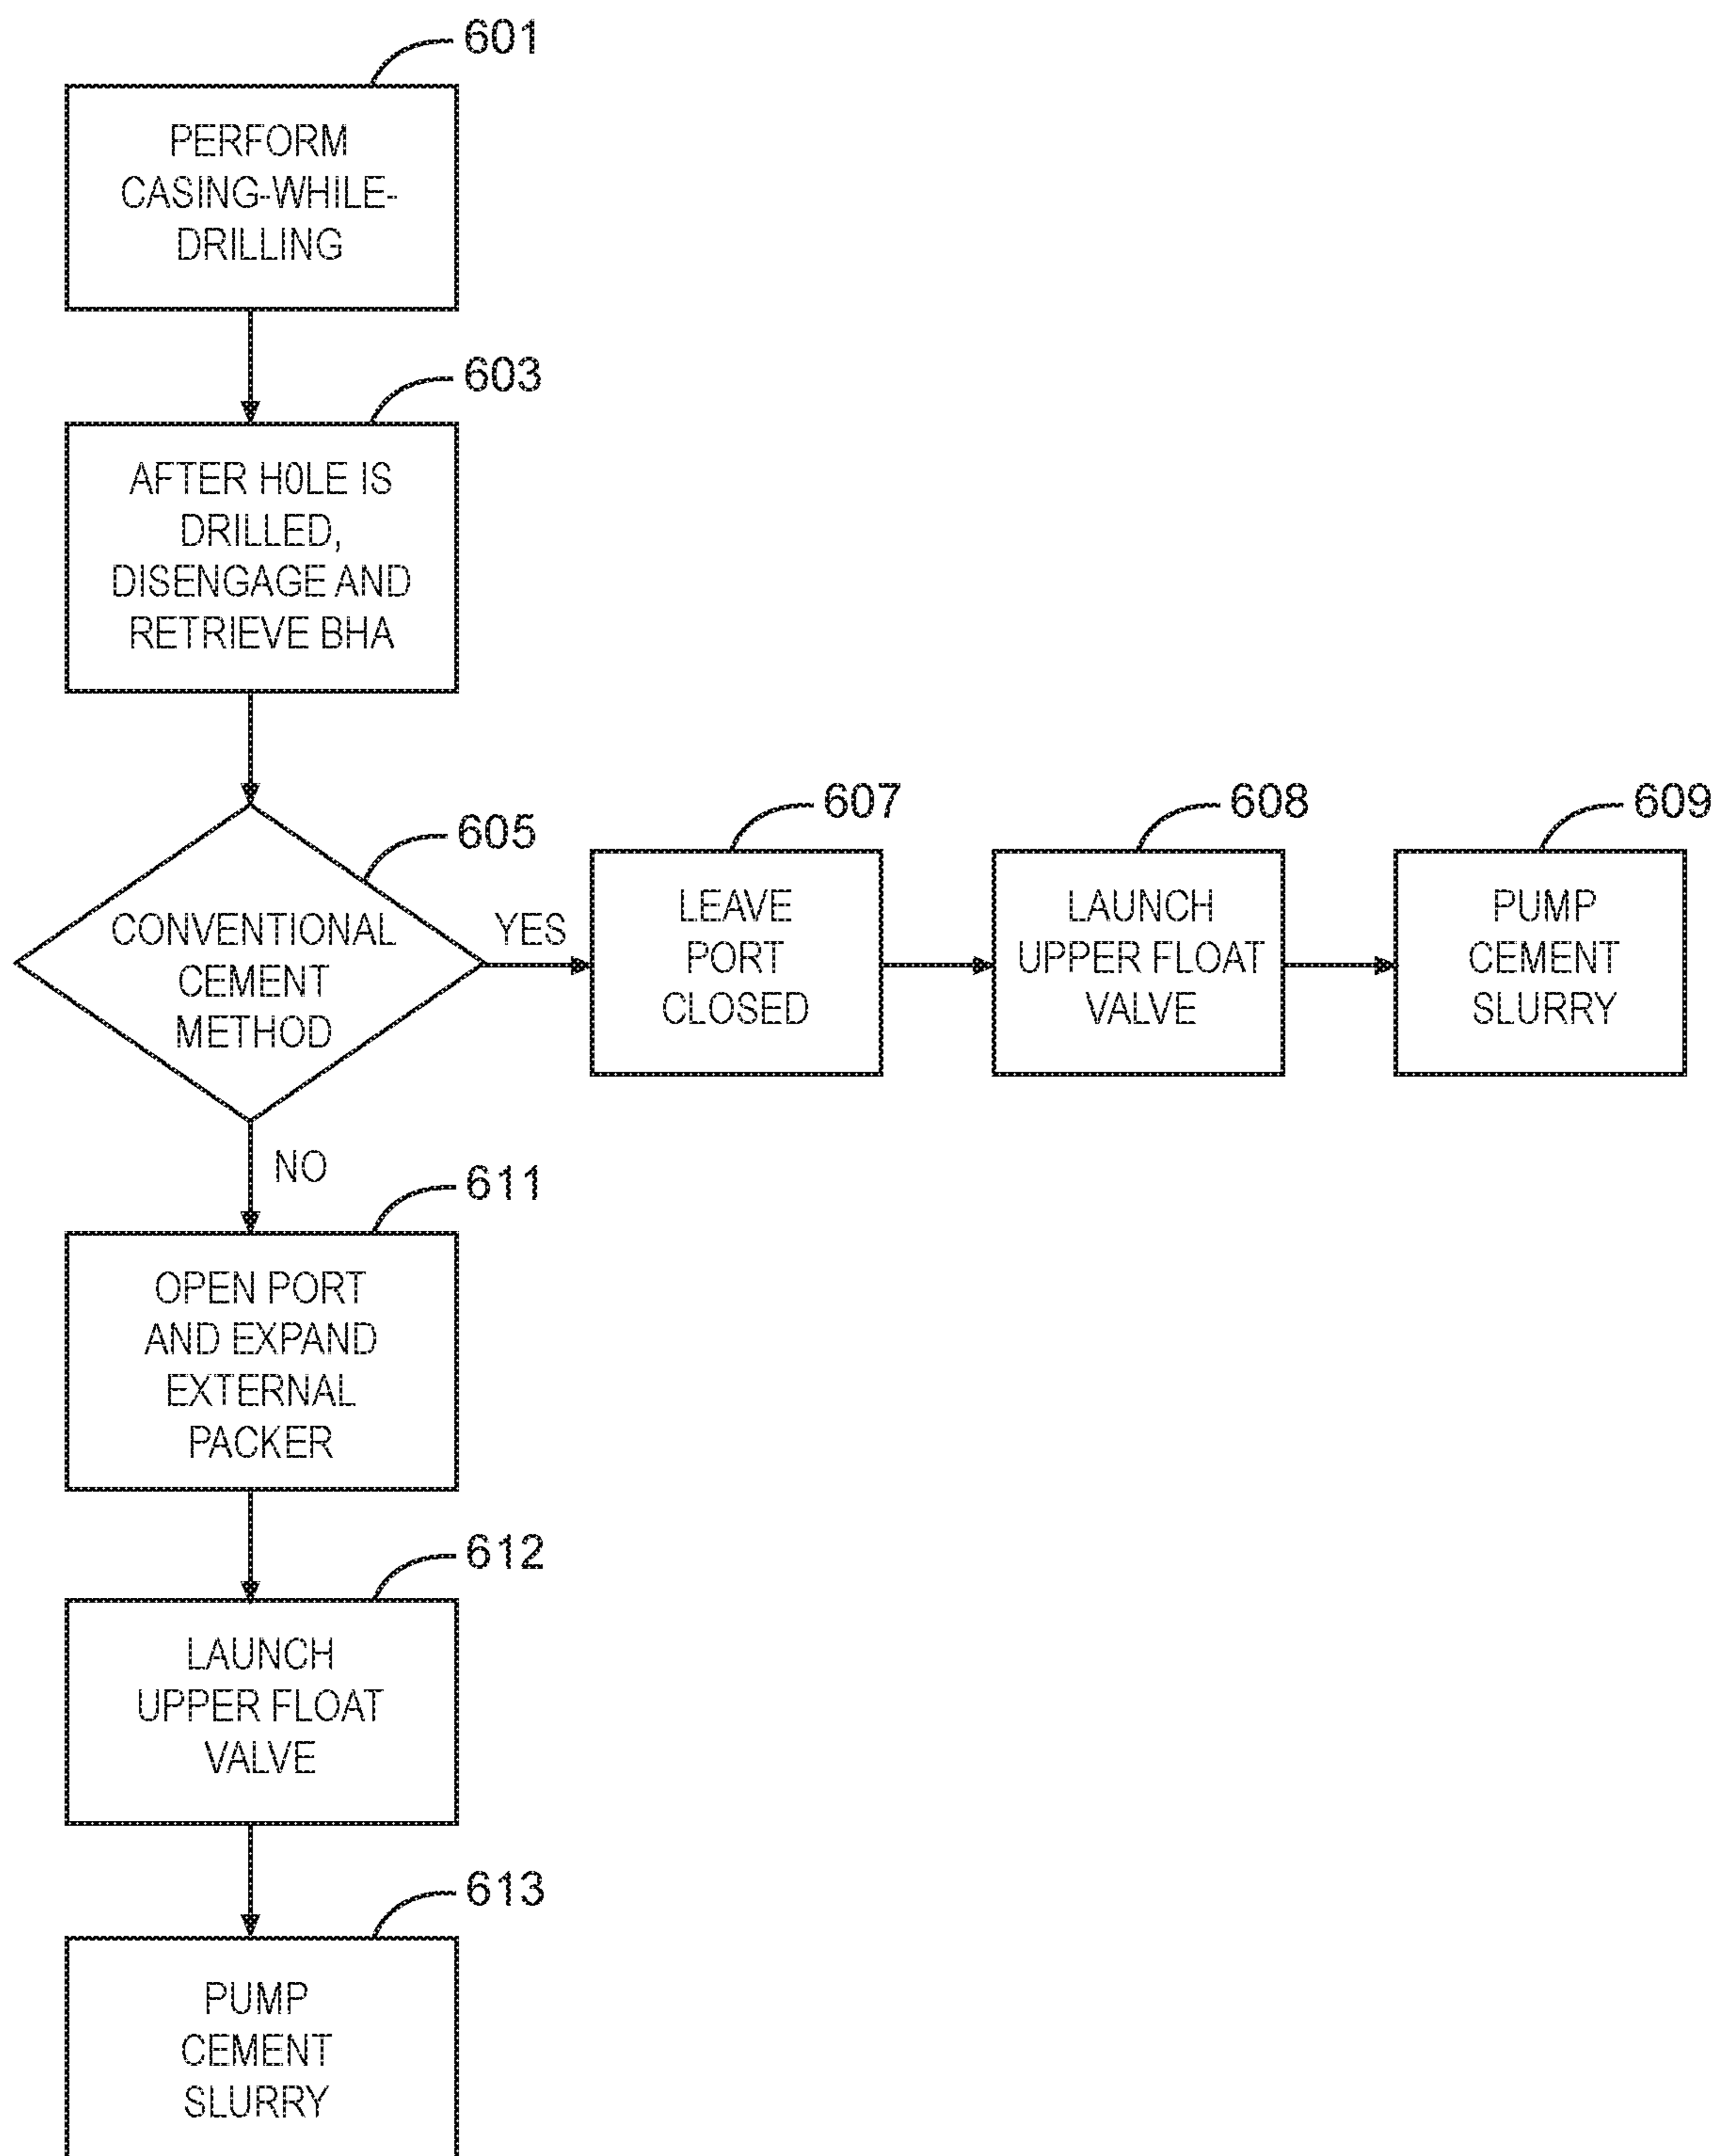 601
PERFORM
CASING-WHILE-
DRILLING
603
AFTER H0LE IS
DRILLED,
DISENGAGE AND
RETRIEVE BHA
605
CONVENTIONAL
CEMENT
METHOD
YES
607
LEAVE
PORT
CLOSED
608
LAUNCH
UPPER FLOAT
VALVE
609
PUMP
CEMENT
SLURRY
NO
611
OPEN PORT
AND EXPAND
EXTERNAL
PACKER
612
LAUNCH
UPPER FLOAT
VALVE
613
PUMP
CEMENT
SLURRY